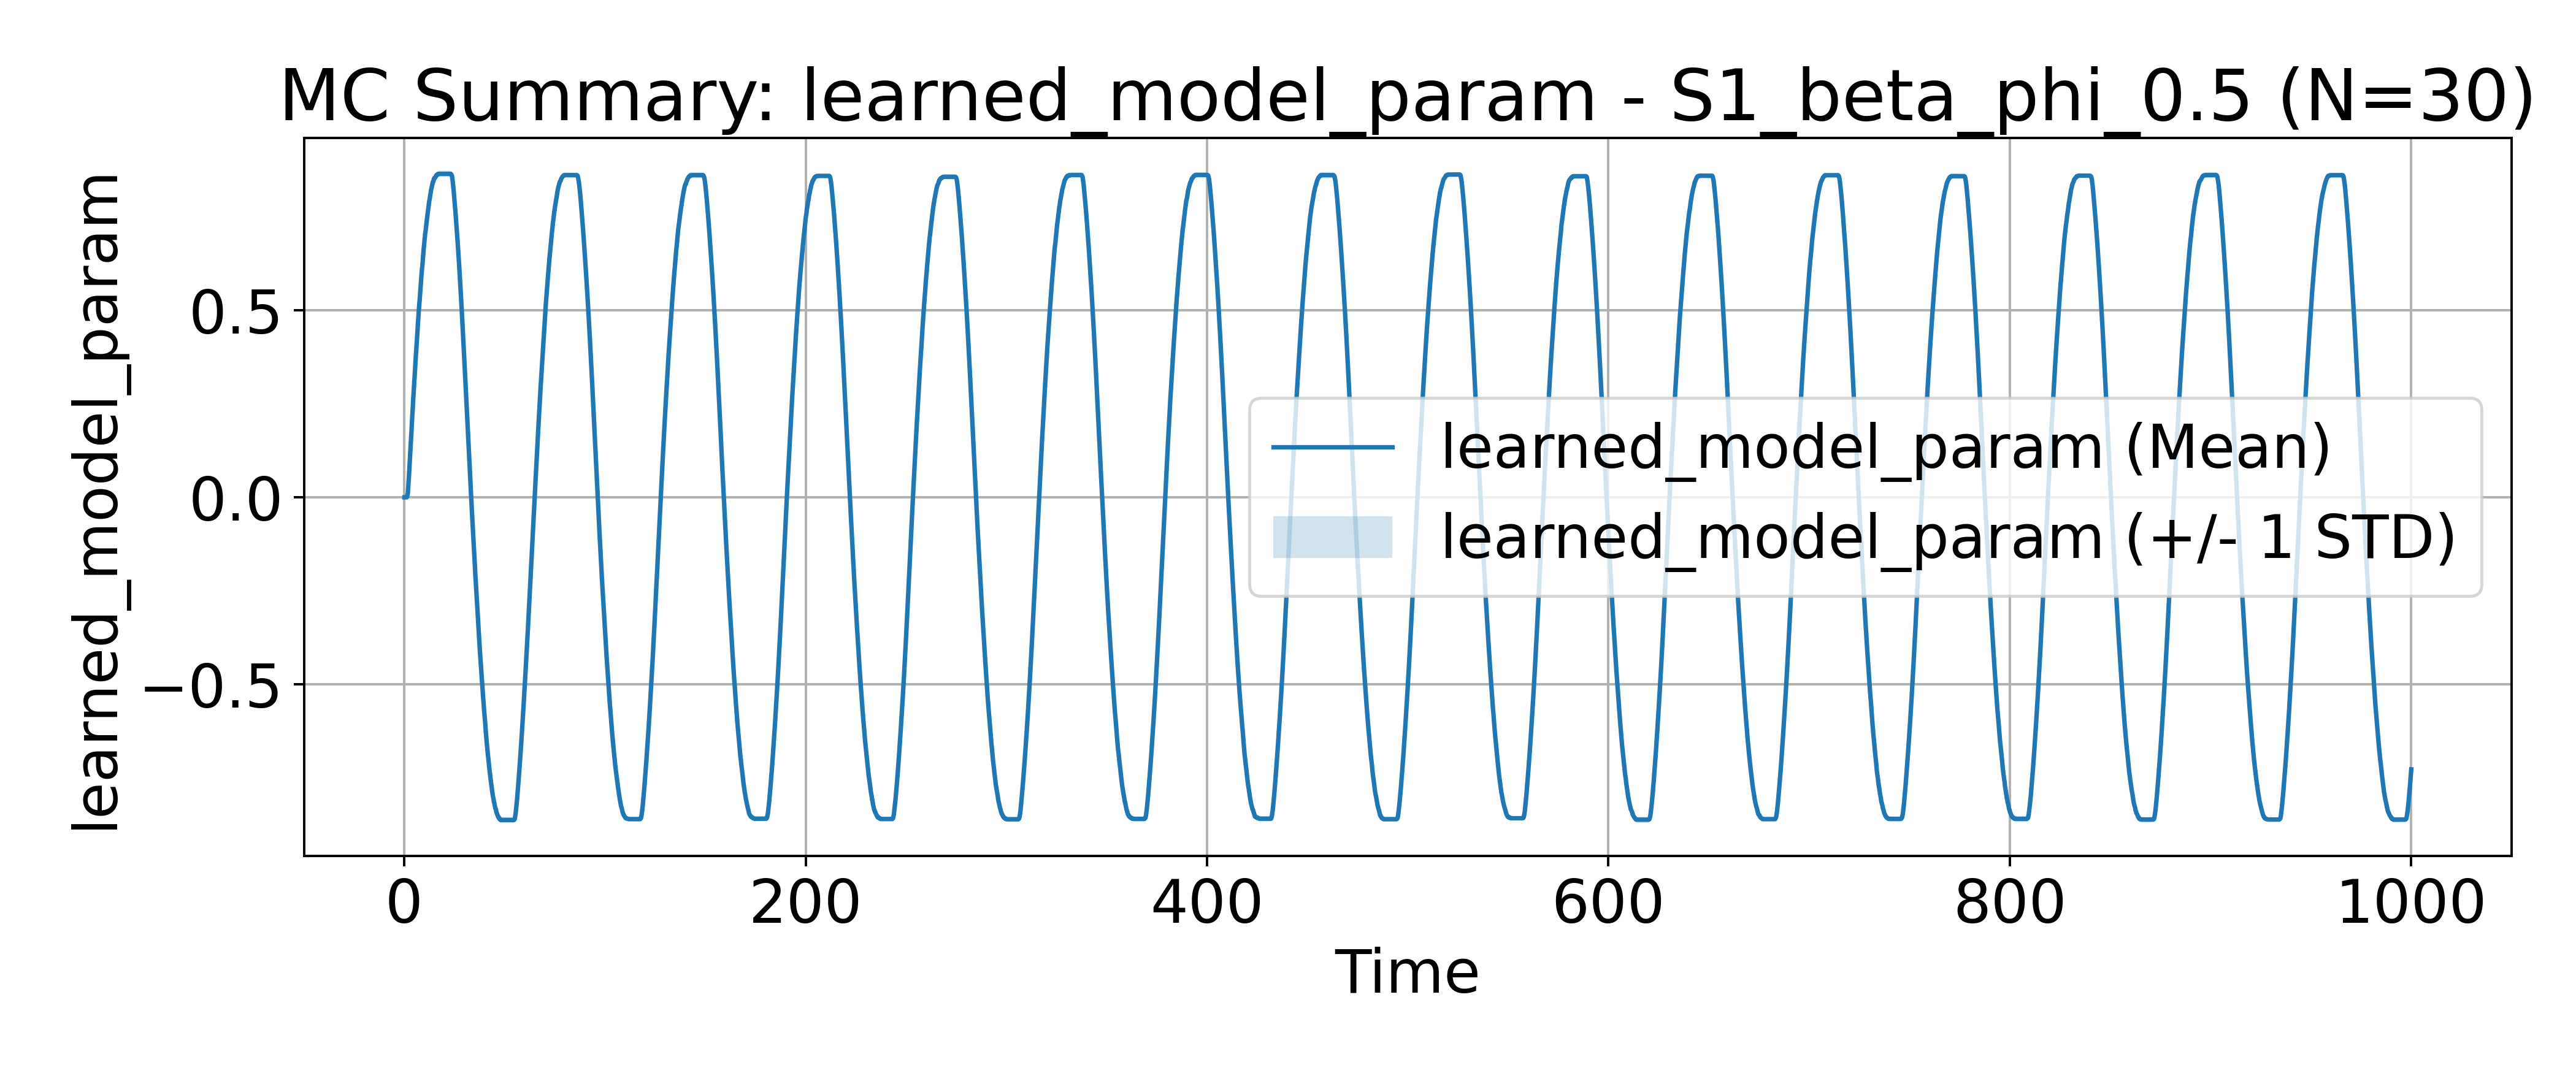 MC Summary: learned_model_param - S1_beta_phi_0.5 (N=30)
learned_model_param
0.5
0.0
−0.5
learned_model_param (Mean)
learned_model_param (+/- 1 STD)
0 200 400 600 800 1000
Time